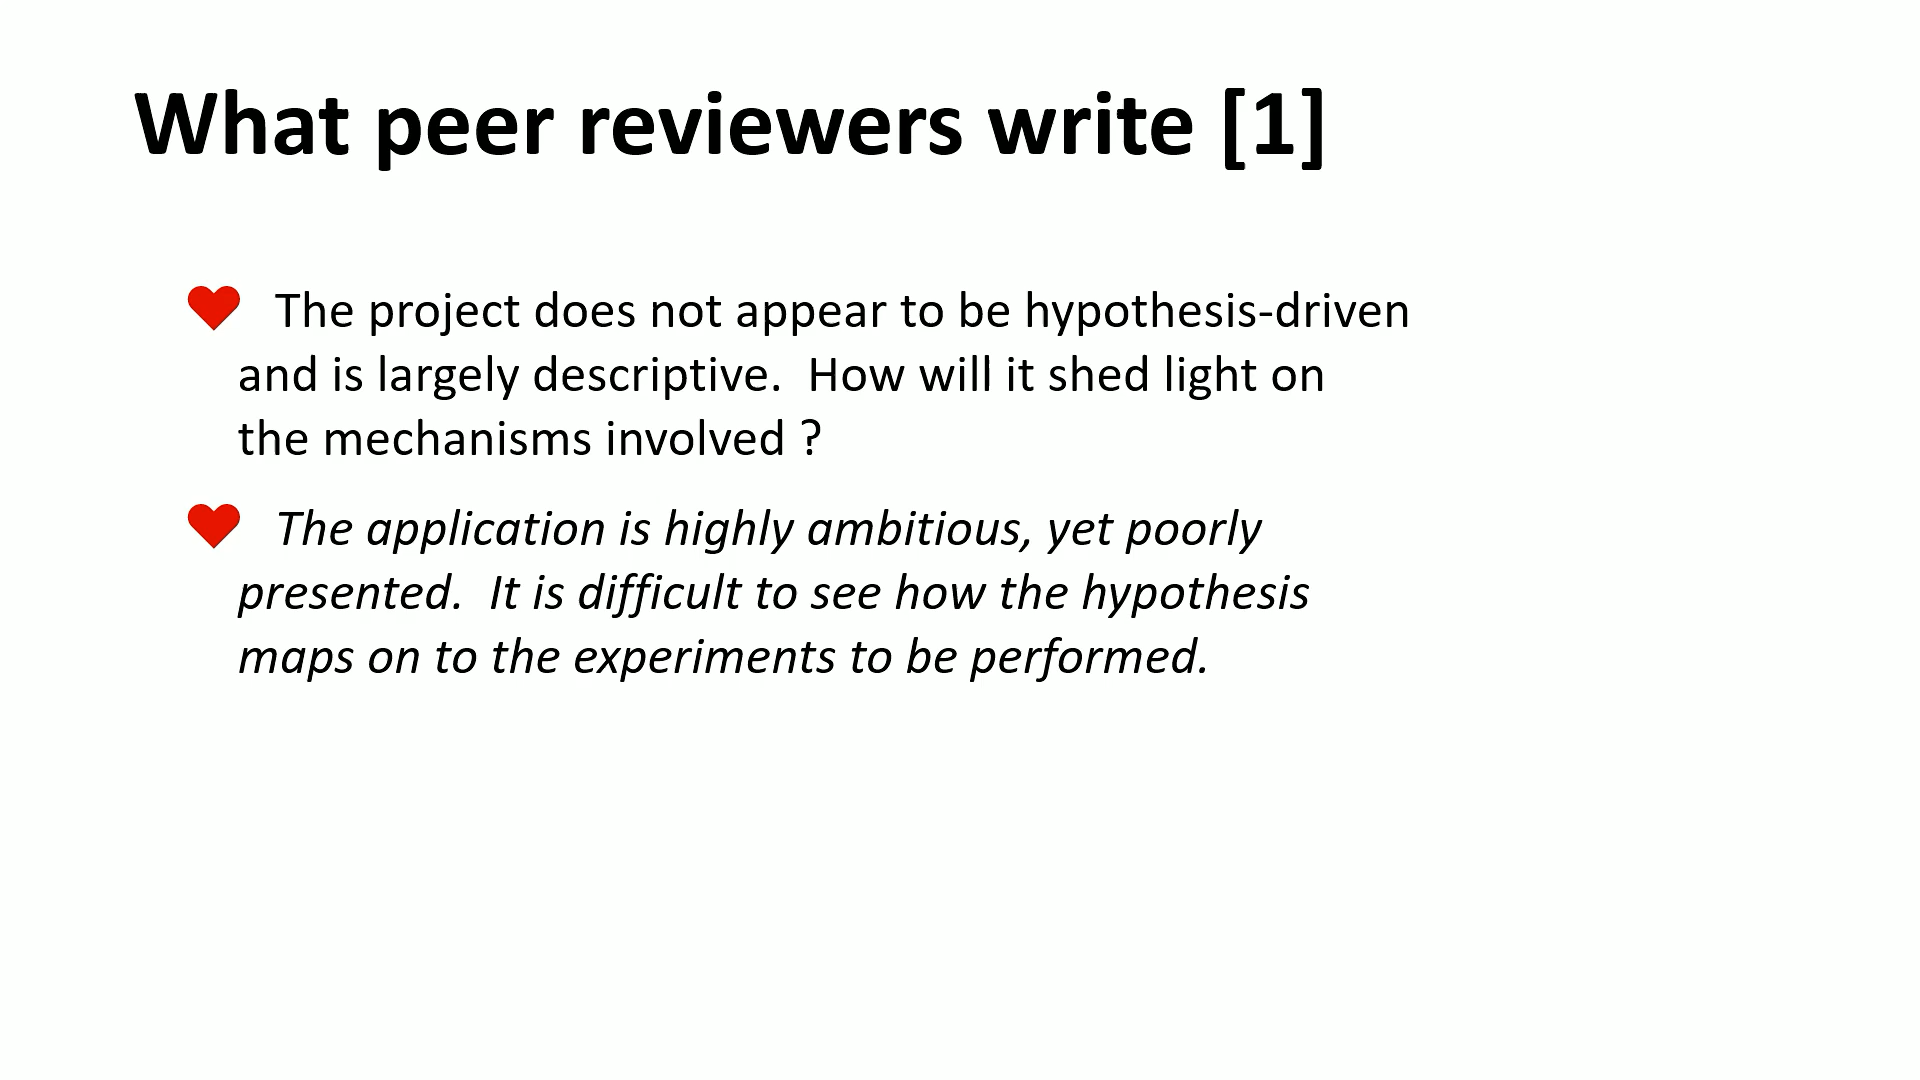 What peer reviewers write [1]
The project does not appear to be hypothesis-driven
and is largely descriptive.  How will it shed light on
the mechanisms involved ?
The application is highly ambitious, yet poorly
presented.  It is difficult to see how the hypothesis
maps on to the experiments to be performed.